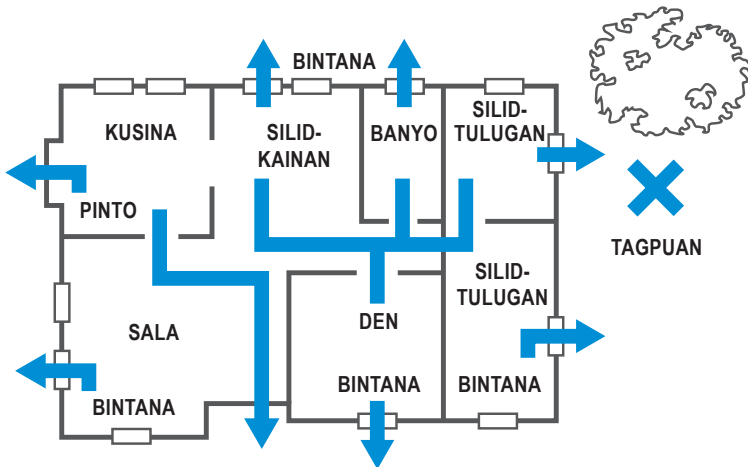 BINTANA
KUSINA
SILID-
KAINAN
BANYO
SILID-
TULUGAN
PINTO
TAGPUAN
SILID-
TULUGAN
SALA
DEN
BINTANA
BINTANA
BINTANA